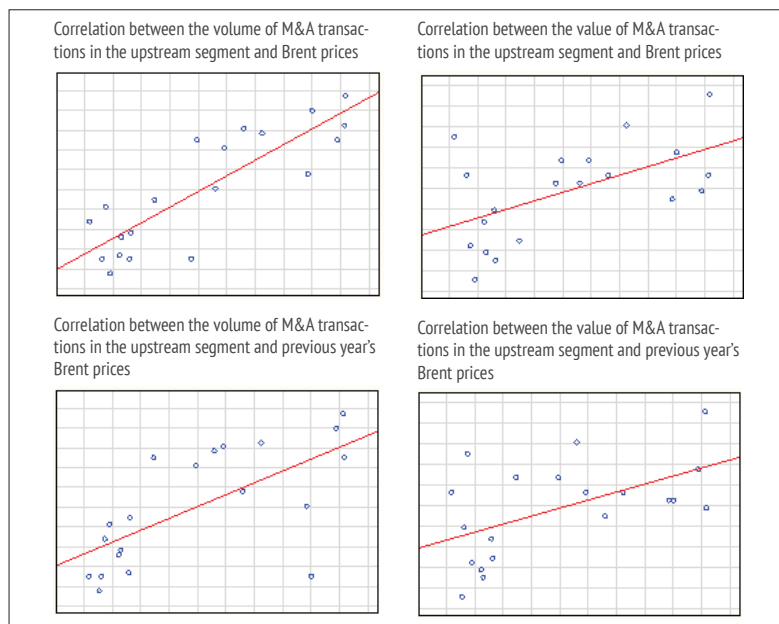 Correlation between the volume of M&A transac-
tions in the upstream segment and Brent prices
Correlation between the value of M&A transac-
tions in the upstream segment and Brent prices
Correlation between the volume of M&A transac-
tions in the upstream segment and previous year's
Brent prices
Correlation between the value of M&A transac-
tions in the upstream segment and previous year's
Brent prices